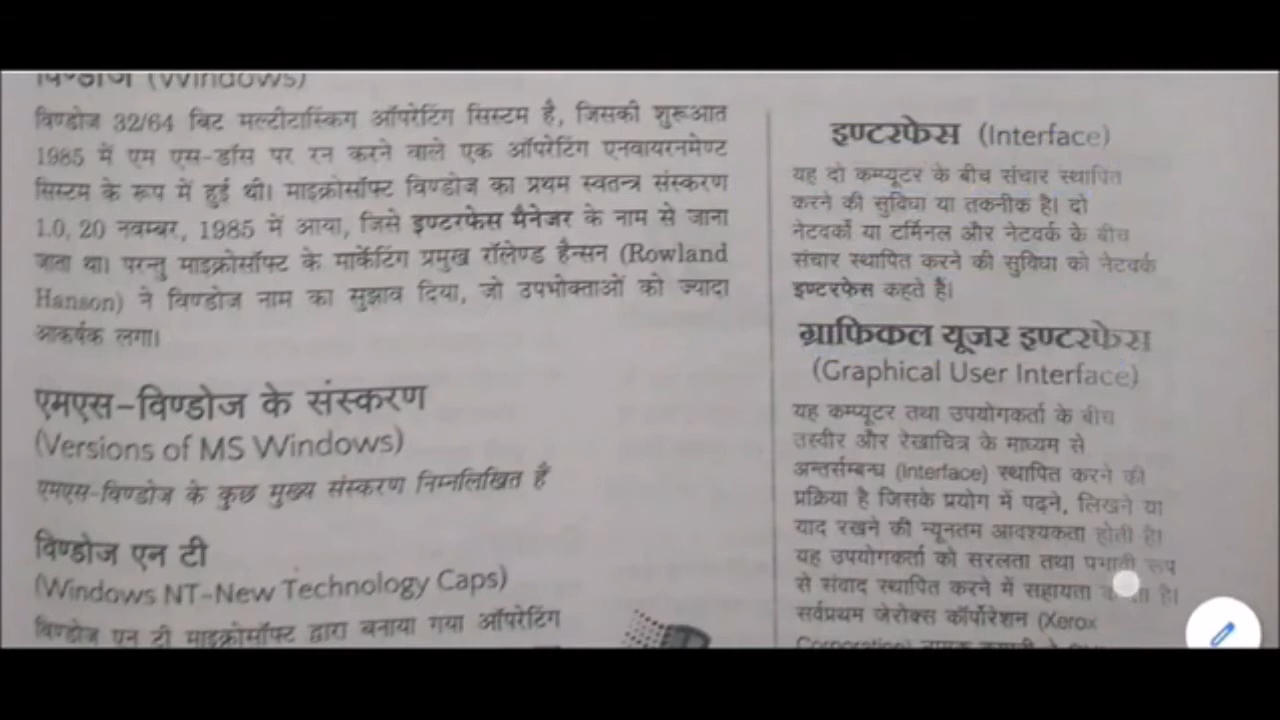 विण्डोज (Windows)
विण्डोज 32/64 बिट मल्टीटास्किंग ऑपरेटिंग सिस्टम है, जिसकी शुरूआत
1985 में एम एस-डॉस पर रन करने वाले एक ऑपरेटिंग एनवायरनमेण्ट
सिस्टम के रूप में हुई थी। माइक्रोसॉफ्ट विण्डोज का प्रथम स्वतन्त्र संस्करण
1.0, 20 नवम्बर, 1985 में आया, जिसे इण्टरफेस मैनेजर के नाम से जाना
जाता था। परन्तु माइक्रोसॉफ्ट के मार्केटिंग प्रमुख रॉलेण्ड हैन्सन (Rowland
Hanson) ने विण्डोज नाम का सुझाव दिया, जो उपभोक्ताओं को ज्यादा
आकर्षक लगा।
एमएस-विण्डोज के संस्करण
(Versions of MS Windows)
एमएस-विण्डोज के कुछ मुख्य संस्करण निम्नलिखित हैं
विण्डोज एन टी
(Windows NT-New Technology Caps)
विण्डोज एन टी माइक्रोसॉफ्ट द्वारा बनाया गया ऑपरेटिंग
इण्टरफेस (Interface)
यह दो कम्प्यूटर के बीच संचार स्थापित
करने की सुविधा या तकनीक है। दो
नेटवर्कों या टर्मिनल और नेटवर्क के बीच
संचार स्थापित करने की सुविधा को नेटवर्क
इण्टरफेस कहते हैं।
ग्राफिकल यूजर इण्टरफेस
(Graphical User Interface)
यह कम्प्यूटर तथा उपयोगकर्ता के बीच
तस्वीर और रेखाचित्र के माध्यम से
अन्तर्सम्बन्ध (Interface) स्थापित करने की
प्रक्रिया है जिसके प्रयोग में पढ़ने, लिखने या
याद रखने की न्यूनतम आवश्यकता होती है।
यह उपयोगकर्ता को सरलता तथा प्रभावी रूप
से संवाद स्थापित करने में सहायता है।
सर्वप्रथम जेरोक्स कॉर्पोरेशन (Xerox
Corporation) नामक कम्पनी ने